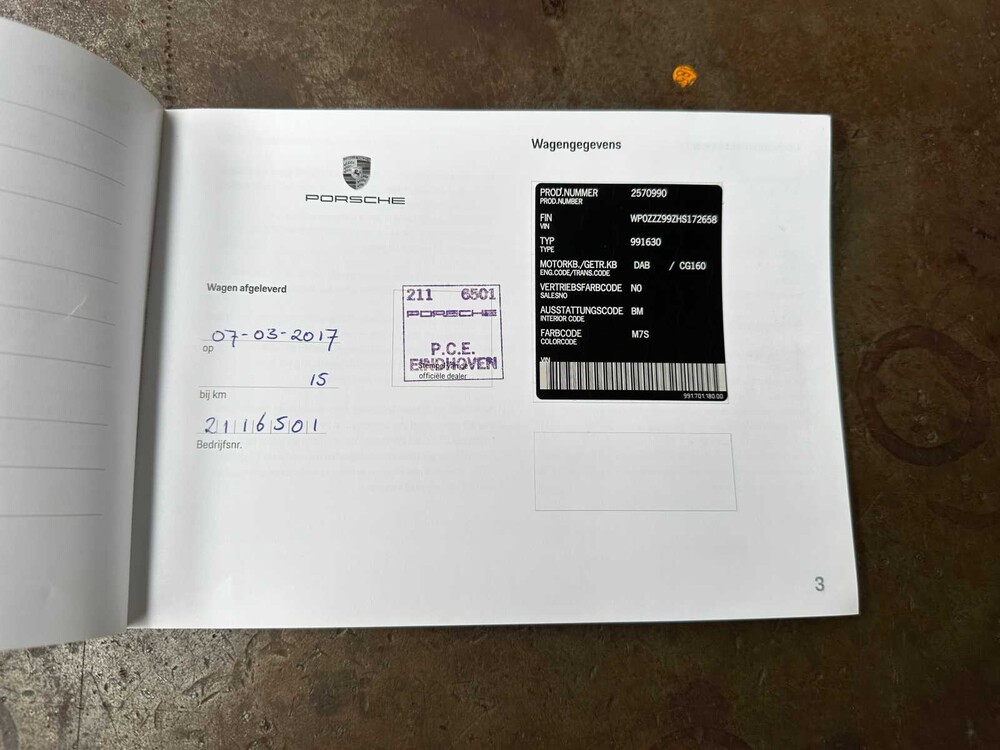 PORSCHE
Wagen afgeleverd
07-03-2017
op
15
bij km
2116501
Bedrijfsnr.
211 6501
PORSCHE
P.C.E.
EINDHOVEN
officiële dealer
Wagengegevens
PROD.NUMMER 2570990
PROD.NUMBER
FIN WP0ZZZ99ZHS172658
VIN
TYP 991630
TYPE
MOTORKB./GETR.KB DAB / CG160
ENG.CODE/TRANS.CODE
VERTRIEBSFARBCODE N0
SALESNO
AUSSTATTUNGSCODE BM
INTERIOR CODE
FARBCODE M7S
COLORCODE
VIN
991.701.180.00
3